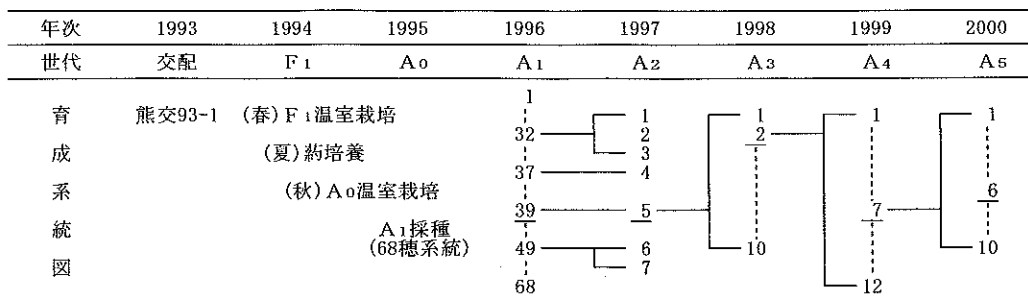 年次 1993 1994 1995 1996 1997 1998 1999 2000
世代 交配 F1 A0 A1 A2 A3 A4 A5
1
育 熊交93-1 (春)F1温室栽培 1 1 1 1
32 2 2
成 (夏)葯培養 3
37 4
系 (秋)A0温室栽培 6
39 5 7
統 A1採種
(68穂系統) 49 6 10 10
図 7
68 12